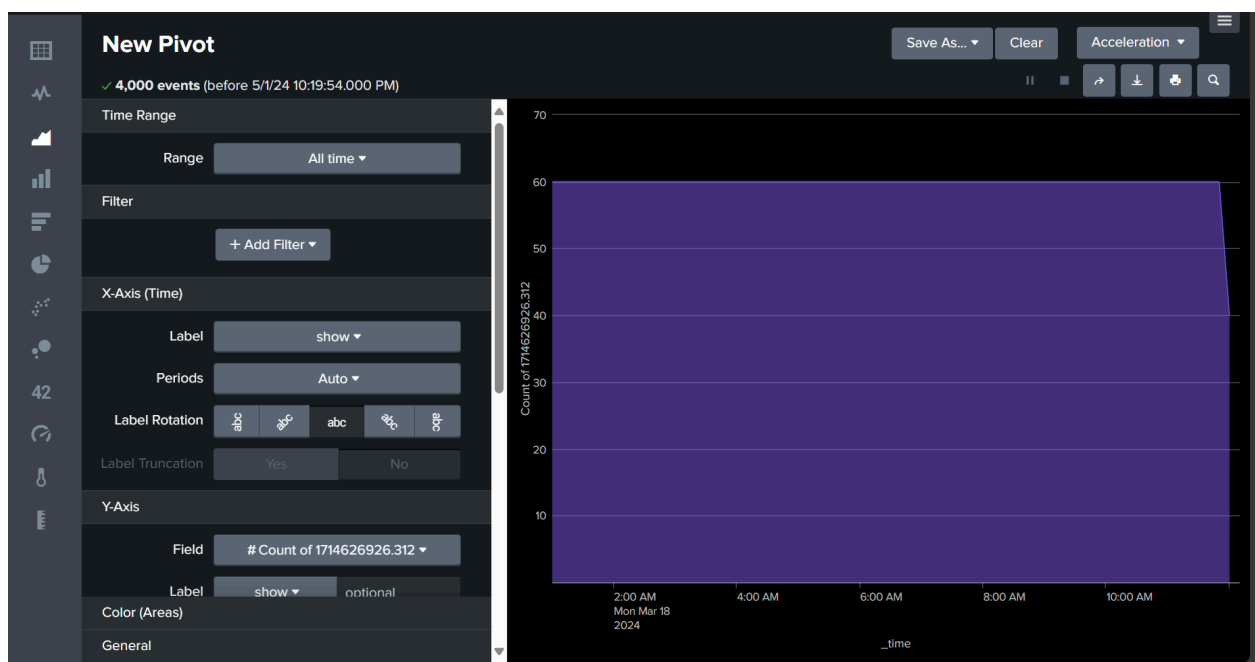 New Pivot
Save As...
Clear
Acceleration
✓ 4,000 events (before 5/1/24 10:19:54.000 PM)
Time Range
Range
All time
Filter
+ Add Filter
X-Axis (Time)
Label
show
Periods
Auto
Label Rotation
abc
abc
abc
abc
abc
Label Truncation
Yes
No
Y-Axis
Field
# Count of 1714626926.312
Label
show
optional
Color (Areas)
General
42
70
60
50
40
30
20
10
Count of 1714626926.312
2:00 AM
Mon Mar 18
2024
4:00 AM
6:00 AM
8:00 AM
10:00 AM
_time